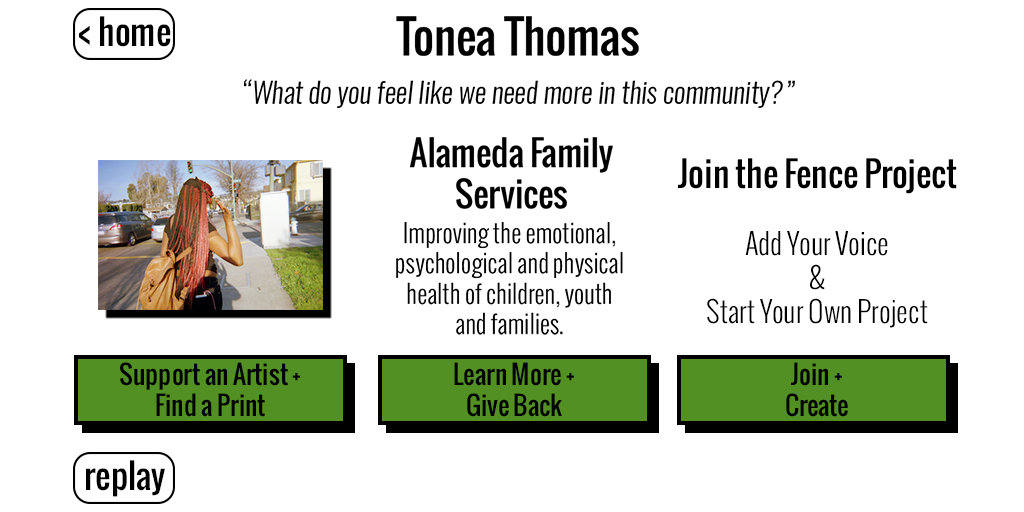 < home
Tonea Thomas
“What do you feel like we need more in this community?”
Alameda Family
Services
Improving the emotional,
psychological and physical
health of children, youth
and families.
Join the Fence Project
Add Your Voice
&
Start Your Own Project
Support an Artist +
Find a Print
Learn More +
Give Back
Join +
Create
replay